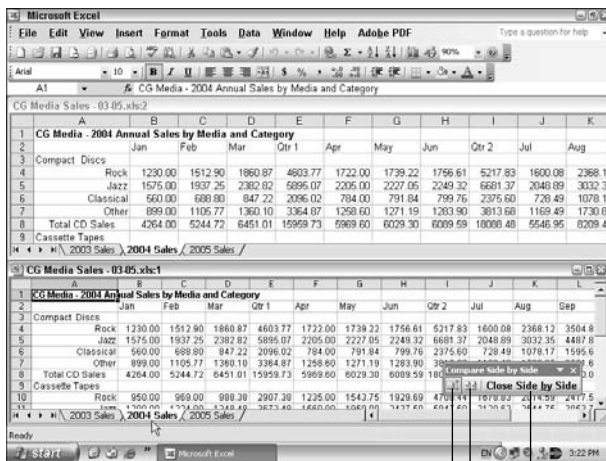 Microsoft Excel
File Edit View Insert Format Tools Data Window Help Adobe PDF Type a question for help
Arial 10 B I U $ % , 90%
A1 fx CG Media - 2004 Annual Sales by Media and Category
CG Media Sales - 03-05.xls:2
A B C D E F G H I J K
1 CG Media - 2004 Annual Sales by Media and Category
2 Jan Feb Mar Qtr 1 Apr May Jun Qtr 2 Jul Aug
3 Compact Discs
4 Rock 1230.00 1512.90 1860.87 4603.77 1722.00 1739.22 1756.61 5217.83 1600.08 2368.1
5 Jazz 1575.00 1937.25 2382.82 5895.07 2205.00 2227.05 2249.32 6681.37 2048.89 3032.3
6 Classical 560.00 688.80 847.22 2096.02 784.00 791.84 799.76 2375.60 728.49 1078.1
7 Other 899.00 1105.77 1360.10 3364.87 1258.60 1271.19 1283.90 3813.68 1169.49 1730.8
8 Total CD Sales 4264.00 5244.72 6451.01 15959.73 5969.60 6029.30 6089.59 18088.48 5546.95 8209.4
9 Cassette Tapes
2003 Sales 2004 Sales 2005 Sales
CG Media Sales - 03-05.xls:1
A B C D E F G H I J K L
1 CG Media - 2004 Annual Sales by Media and Category
2 Jan Feb Mar Qtr 1 Apr May Jun Qtr 2 Jul Aug Sep
3 Compact Discs
4 Rock 1230.00 1512.90 1860.87 4603.77 1722.00 1739.22 1756.61 5217.83 1600.08 2368.12 3504.8
5 Jazz 1575.00 1937.25 2382.82 5895.07 2205.00 2227.05 2249.32 6681.37 2048.89 3032.35 4487.8
6 Classical 560.00 688.80 847.22 2096.02 784.00 791.84 799.76 2375.60 728.49 1078.17 1595.6
7 Other 899.00 1105.77 1360.10 3364.87 1258.60 1271.19 1283.90
8 Total CD Sales 4264.00 5244.72 6451.01 15959.73 5969.60 6029.30 6089.59
Compare Side by Side
Close Side by Side
9 Cassette Tapes
10 Rock 950.00 969.00 988.38 2907.38 1235.00 1543.75 1929.69
2003 Sales 2004 Sales 2005 Sales
Ready
start Microsoft Excel EN 3:22 PM